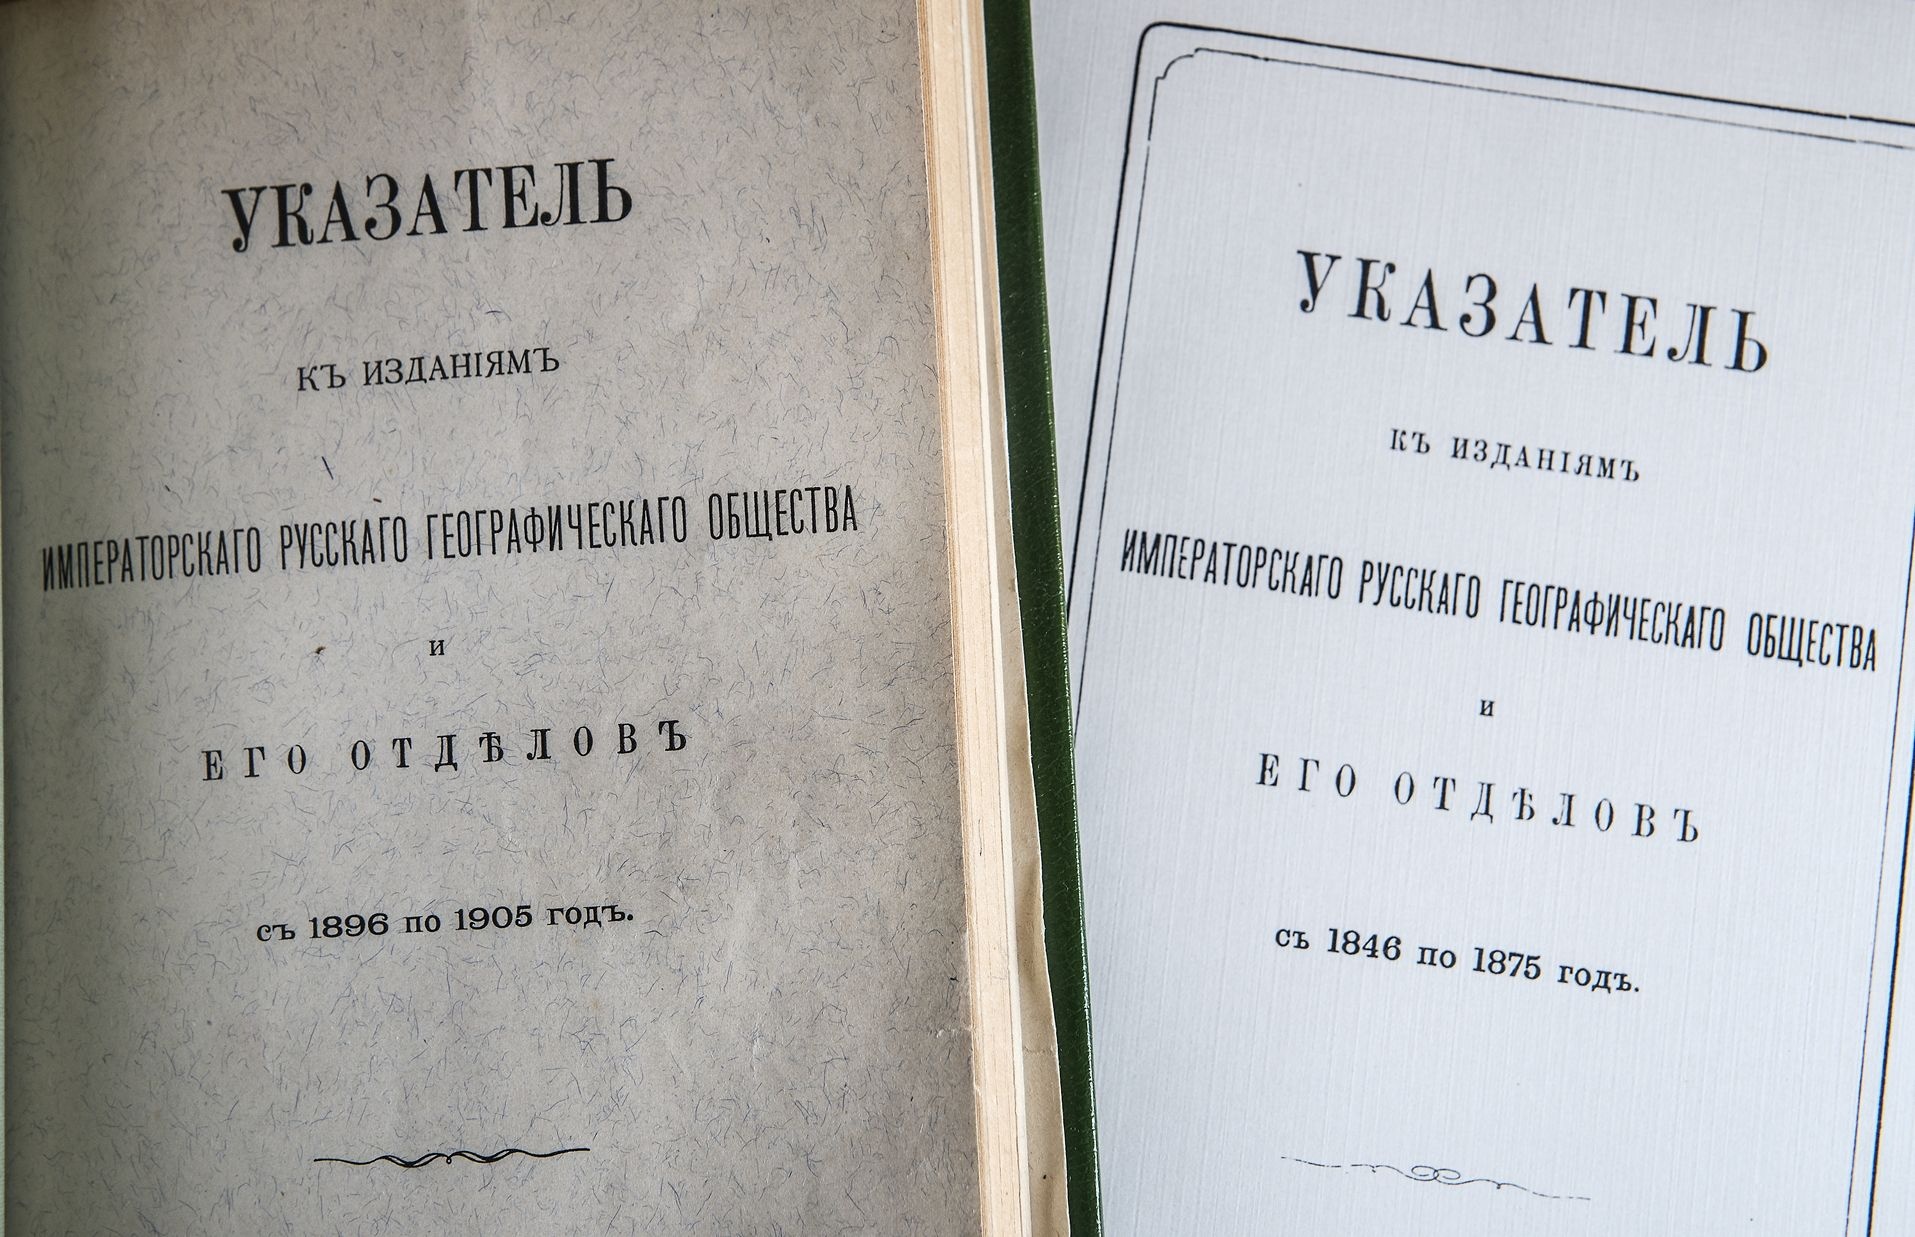 УКАЗАТЕЛЬ
КЪ ИЗДАНІЯМЪ
ИМПЕРАТОРСКАГО РУССКАГО ГЕОГРАФИЧЕСКАГО ОБЩЕСТВА
И
ЕГО ОТДѢЛОВЪ
съ 1896 по 1905 годъ.
УКАЗАТЕЛЬ
КЪ ИЗДАНІЯМЪ
ИМПЕРАТОРСКАГО РУССКАГО ГЕОГРАФИЧЕСКАГО ОБЩЕСТВА
И
ЕГО ОТДѢЛОВЪ
съ 1846 по 1875 годъ.